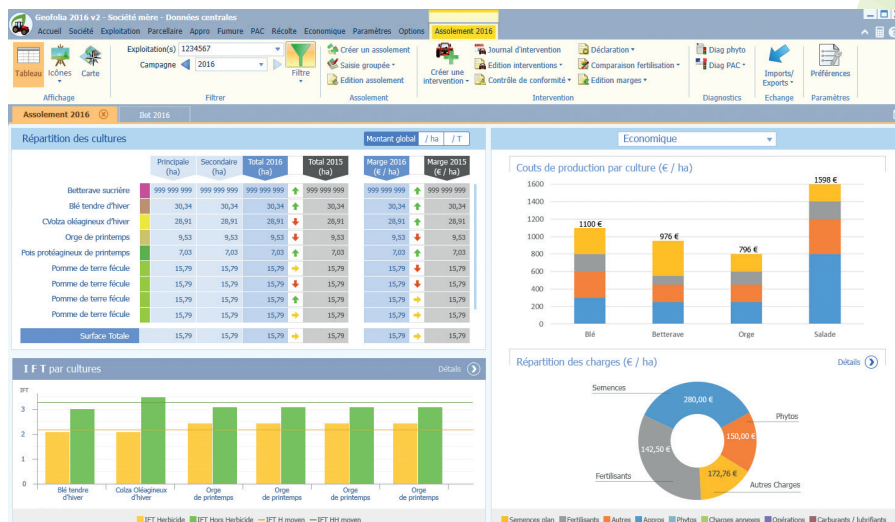 Geofolia 2016 v2 - Société mère - Données centrales
Accueil Société Exploitation Parcellaire Appro Fumure PAC Récolte Economique Paramètres Options Assolement 2016
Tableau Icônes Carte
Affichage
Exploitation(s) 1234567
Campagne 2016
Filtre
Filtrer
Créer un assolement
Saisie groupée
Edition assolement
Assolement
Créer une intervention
Journal d'intervention
Edition interventions
Contrôle de conformité
Déclaration
Comparaison fertilisation
Edition marges
Intervention
Diag phyto
Diag PAC
Diagnostics
Imports/ Exports
Echange
Préférences
Paramètres
Assolement 2016 Ilot 2016
Répartition des cultures
Montant global / ha / T
Principale (ha) Secondaire (ha) Total 2016 (ha) Total 2015 (ha) Marge 2016 (€ / ha) Marge 2015 (€ / ha)
Betterave sucrière 999 999 999 999 999 999 999 999 999 999 999 999 999 999 999 999 999 999
Blé tendre d'hiver 30,34 30,34 30,34 30,34 30,34 30,34
CVolza oléagineux d'hiver 28,91 28,91 28,91 28,91 28,91 28,91
Orge de printemps 9,53 9,53 9,53 9,53 9,53 9,53
Pois protéagineux de printemps 7,03 7,03 7,03 7,03 7,03 7,03
Pomme de terre fécule 15,79 15,79 15,79 15,79 15,79 15,79
Pomme de terre fécule 15,79 15,79 15,79 15,79 15,79 15,79
Pomme de terre fécule 15,79 15,79 15,79 15,79 15,79 15,79
Pomme de terre fécule 15,79 15,79 15,79 15,79 15,79 15,79
Surface Totale 15,79 15,79 15,79 15,79 15,79 15,79
I F T par cultures
Détails
IFT
3
2
1
0
Blé tendre d'hiver
Colza Oléagineux d'hiver
Orge de printemps
Orge de printemps
Orge de printemps
Orge de printemps
IFT Herbicide IFT Hors Herbicide IFT H moyen IFT HH moyen
Economique
Couts de production par culture (€ / ha)
1600
1400
1200
1000
800
600
400
200
0
1100 €
976 €
796 €
1598 €
Blé Betterave Orge Salade
Répartition des charges (€ / ha)
Détails
Semences
280,00 €
Phytos
150,00 €
142,50 €
172,76 €
Fertilisants
Autres Charges
Semences plan Fertilisants Autres Appros Phytos Charges annexes Opérations Carburants / lubrifiants